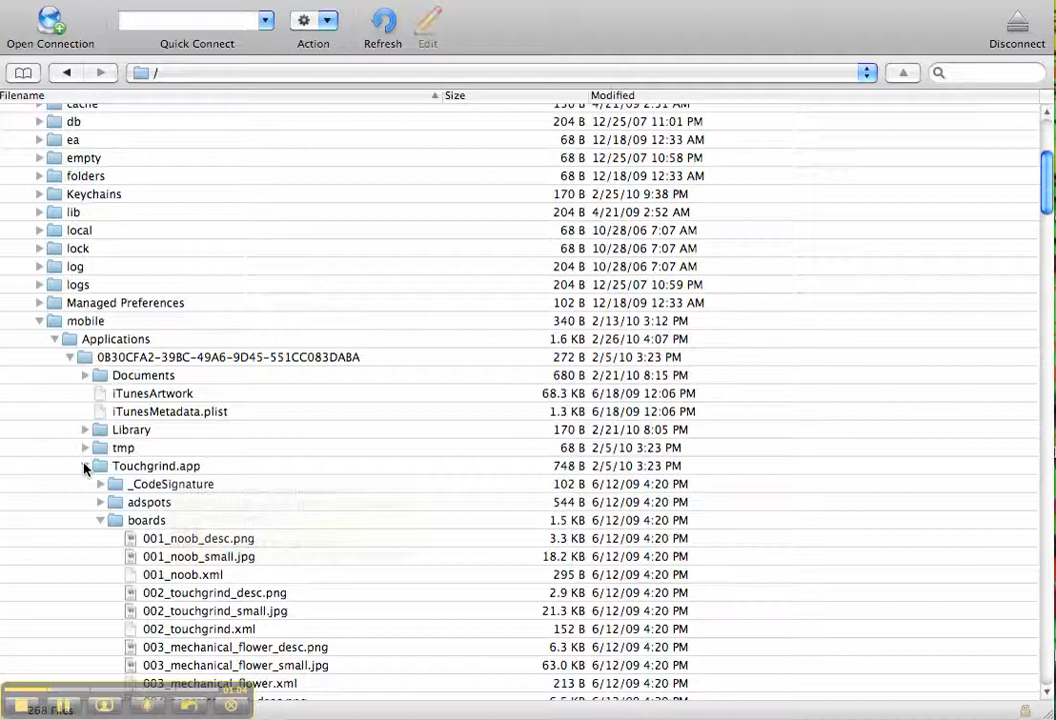 Open Connection Quick Connect Action Refresh Edit Disconnect
/
Filename Size Modified
cache 136 B 4/21/09 2:51 AM
db 204 B 12/25/07 11:01 PM
ea 68 B 12/18/09 12:33 AM
empty 68 B 12/25/07 10:58 PM
folders 68 B 12/18/09 12:33 AM
Keychains 170 B 2/25/10 9:38 PM
lib 204 B 4/21/09 2:52 AM
local 68 B 10/28/06 7:07 AM
lock 68 B 10/28/06 7:07 AM
log 204 B 10/28/06 7:07 AM
logs 204 B 12/25/07 10:59 PM
Managed Preferences 102 B 12/18/09 12:33 AM
mobile 340 B 2/13/10 3:12 PM
Applications 1.6 KB 2/26/10 4:07 PM
0B30CFA2-39BC-49A6-9D45-551CC083DABA 272 B 2/5/10 3:23 PM
Documents 680 B 2/21/10 8:15 PM
iTunesArtwork 68.3 KB 6/18/09 12:06 PM
iTunesMetadata.plist 1.3 KB 6/18/09 12:06 PM
Library 170 B 2/21/10 8:05 PM
tmp 68 B 2/5/10 3:23 PM
Touchgrind.app 748 B 2/5/10 3:23 PM
_CodeSignature 102 B 6/12/09 4:20 PM
adspots 544 B 6/12/09 4:20 PM
boards 1.5 KB 6/12/09 4:20 PM
001_noob_desc.png 3.3 KB 6/12/09 4:20 PM
001_noob_small.jpg 18.2 KB 6/12/09 4:20 PM
001_noob.xml 295 B 6/12/09 4:20 PM
002_touchgrind_desc.png 2.9 KB 6/12/09 4:20 PM
002_touchgrind_small.jpg 21.3 KB 6/12/09 4:20 PM
002_touchgrind.xml 152 B 6/12/09 4:20 PM
003_mechanical_flower_desc.png 6.3 KB 6/12/09 4:20 PM
003_mechanical_flower_small.jpg 63.0 KB 6/12/09 4:20 PM
003_mechanical_flower.xml 213 B 6/12/09 4:20 PM
01:04
268 Files